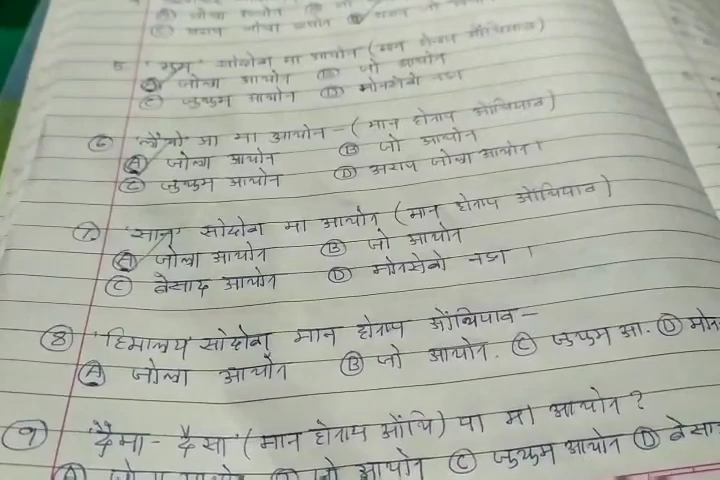 (A) जोला (B)
(C)
5. मा आयोन (मान होनाय ओंथियाव)
(A) जोला आयोन (B) जो आयोन
(C) जुथुम आयोन (D) मोनसेबो नङा
(6) आ मा आयोन – (मान होनाय ओंथियाव)
(A) जोला आयोन (B) जो आयोन
(C) जुथुम आयोन (D) अराय जोला आयोन।
(7) 'सान' सोदोबा मा आयोन (मान होनाय ओंथियाव)
(A) जोला आयोन (B) जो आयोन
(C) बेसाद आयोन (D) मोनसेबो नङा।
(8) 'हिमालय' सोदोबा मान होनाय ओंथियाव –
(A) जोला आयोन (B) जो आयोन. (C) जुथुम आ. (D) मोन
(9) दैमा - दैसा' (मान होनाय ओंथि) या मा आयोन?
(A) जोला आयोन (B) जो आयोन (C) जुथुम आयोन (D) बेसा